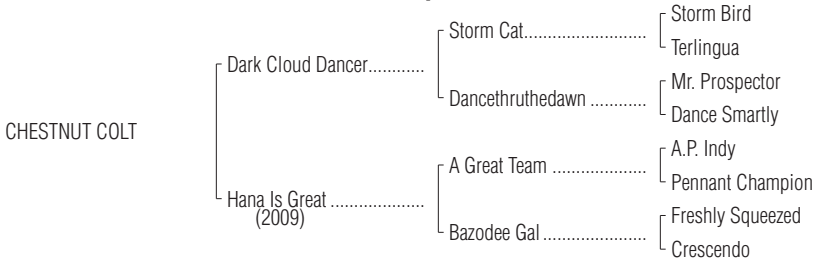 Storm Bird
Storm Cat..........................
Terlingua
Dark Cloud Dancer............
Mr. Prospector
Dancethruthedawn ............
Dance Smartly
CHESTNUT COLT
A.P. Indy
A Great Team ....................
Pennant Champion
Hana Is Great ....................
(2009)
Freshly Squeezed
Bazodee Gal ......................
Crescendo